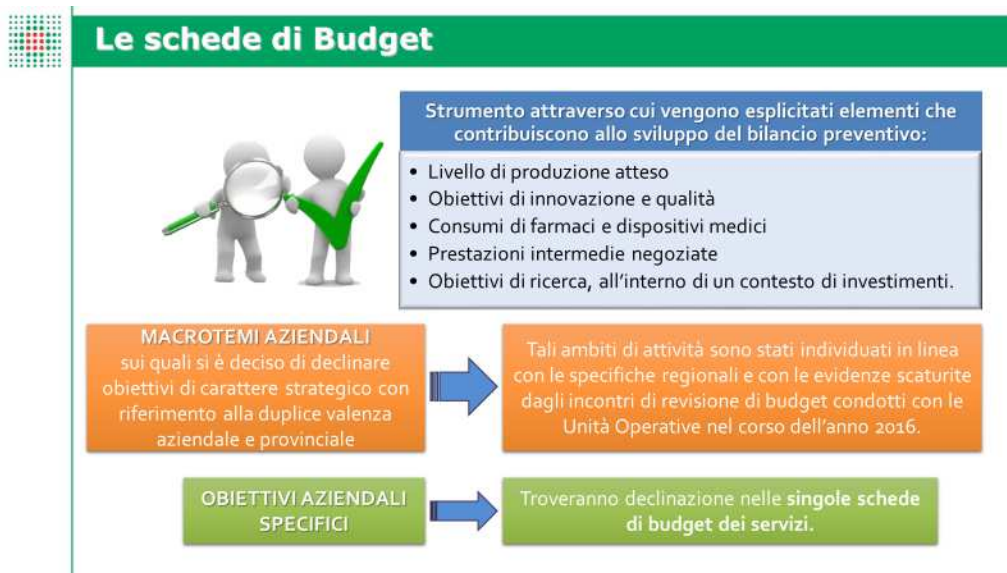 Le schede di Budget
Strumento attraverso cui vengono esplicitati elementi che
contribuiscono allo sviluppo del bilancio preventivo:
• Livello di produzione atteso
• Obiettivi di innovazione e qualità
• Consumi di farmaci e dispositivi medici
• Prestazioni intermedie negoziate
• Obiettivi di ricerca, all'interno di un contesto di investimenti.
MACROTEMI AZIENDALI
sui quali si è deciso di declinare
obiettivi di carattere strategico con
riferimento alla duplice valenza
aziendale e provinciale
Tali ambiti di attività sono stati individuati in linea
con le specifiche regionali e con le evidenze scaturite
dagli incontri di revisione di budget condotti con le
Unità Operative nel corso dell'anno 2016.
OBIETTIVI AZIENDALI
SPECIFICI
Troveranno declinazione nelle singole schede
di budget dei servizi.